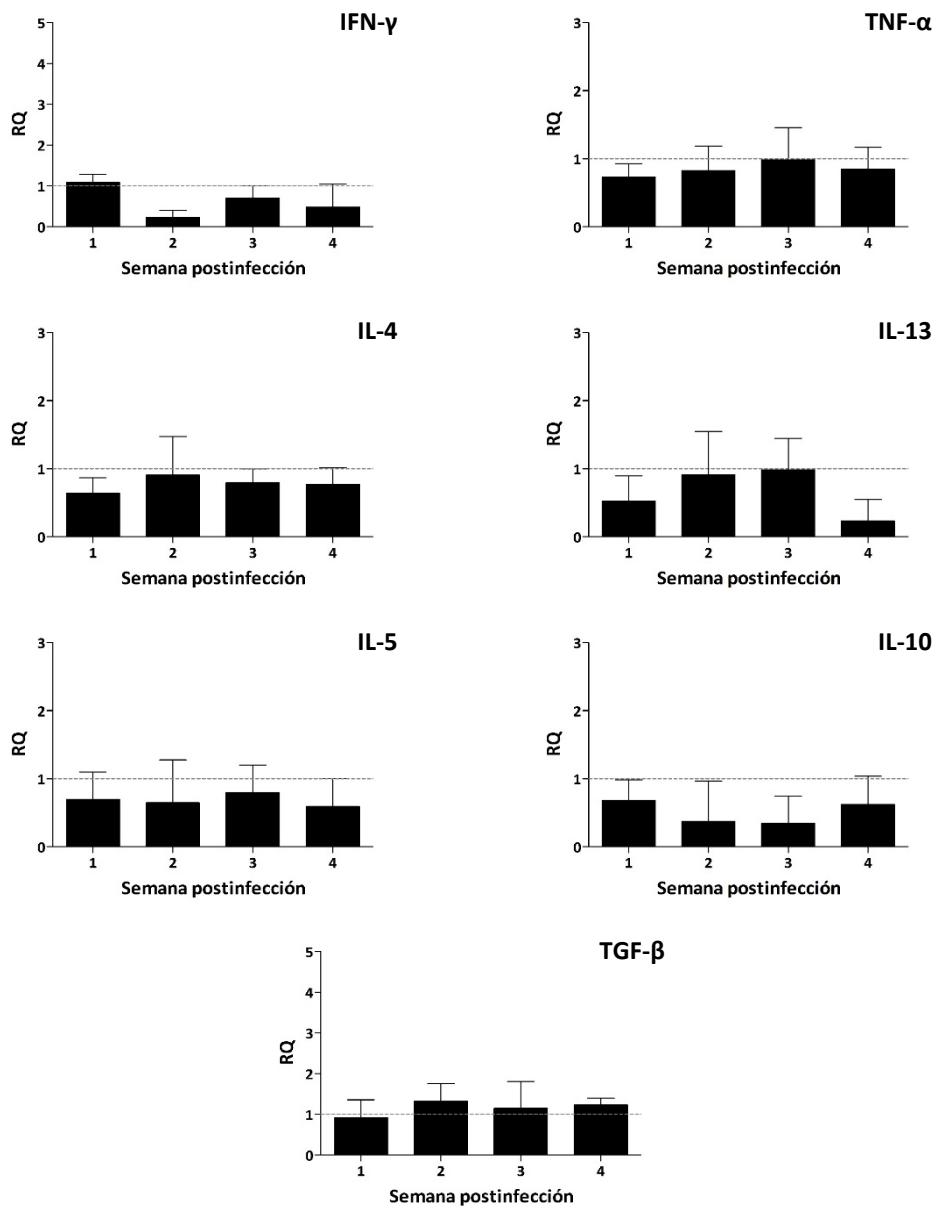 IFN-γ
5
4
3
2
1
0
RQ
1 2 3 4
Semana postinfección
TNF-α
3
2
1
0
RQ
1 2 3 4
Semana postinfección
IL-4
3
2
1
0
RQ
1 2 3 4
Semana postinfección
IL-13
3
2
1
0
RQ
1 2 3 4
Semana postinfección
IL-5
3
2
1
0
RQ
1 2 3 4
Semana postinfección
IL-10
3
2
1
0
RQ
1 2 3 4
Semana postinfección
TGF-β
5
4
3
2
1
0
RQ
1 2 3 4
Semana postinfección